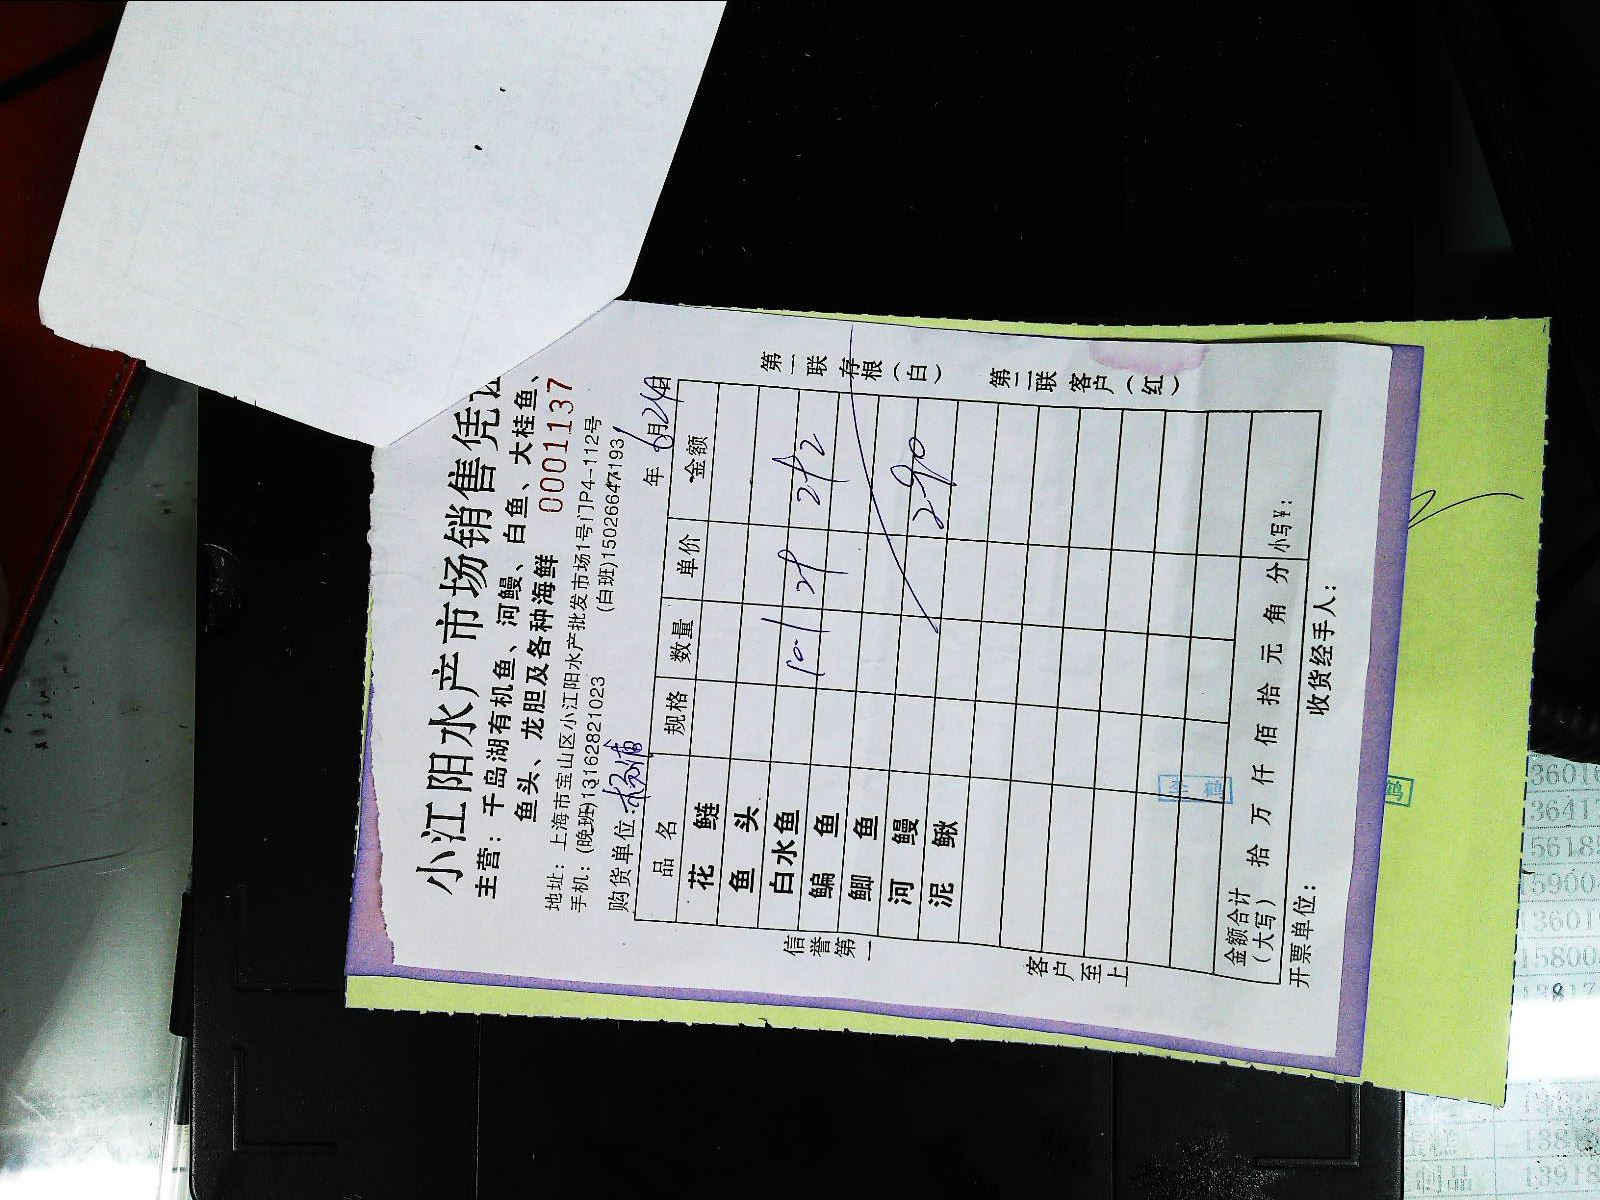 小江阳水产市场销售凭证
主营：千岛湖有机鱼、河鳗、白鱼、大桂鱼、
鱼头、龙胆及各种海鲜 0001137
地址：上海市宝山区小江阳水产批发市场1号门P4-112号
手机：(晚班)13162821023 (白班)15026647193
购货单位：杨浦 年 6月24日
品 名 规格 数量 单价 金额
花 鲢
鱼 头
白水鱼
鳊 鱼
鲫 鱼
河 鳗 290
泥 鳅
金额合计
(大写) 拾 万 仟 佰 拾 元 角 分 小写¥：
开票单位： 收货经手人：
信誉第一
客户至上
第一联 存根（白）
第二联 客户（红）